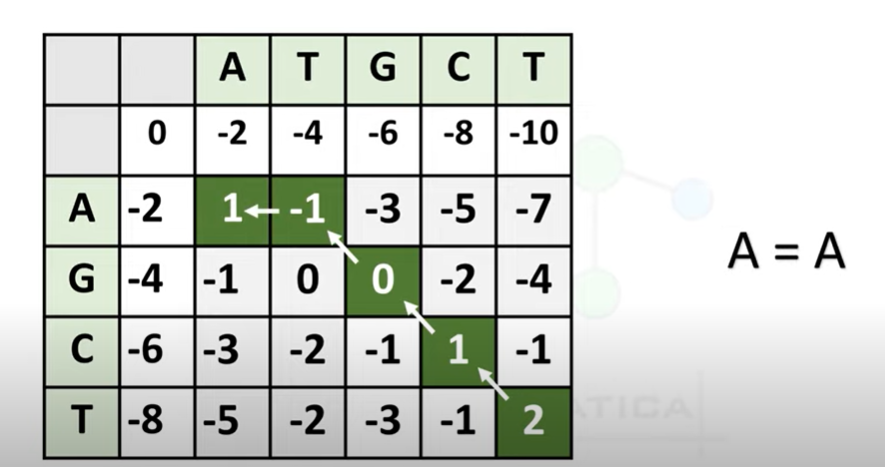 A T G C T
0 -2 -4 -6 -8 -10
A -2 1 -1 -3 -5 -7
G -4 -1 0 0 -2 -4
C -6 -3 -2 -1 1 -1
T -8 -5 -2 -3 -1 2
A = A
ATICA